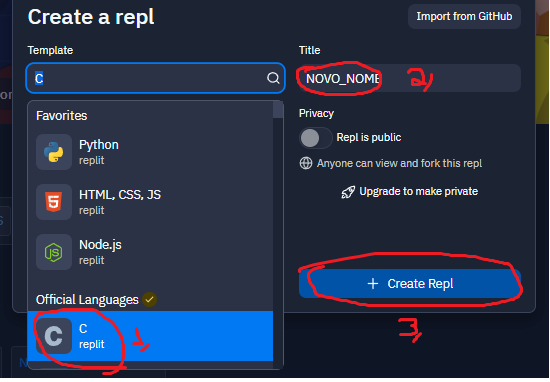 Create a repl
Import from GitHub
Template
C
Title
NOVO_NOME
2,
Favorites
Python
replit
HTML, CSS, JS
replit
Node.js
replit
Official Languages
C
replit
1,
Privacy
Repl is public
Anyone can view and fork this repl
Upgrade to make private
+ Create Repl
3,